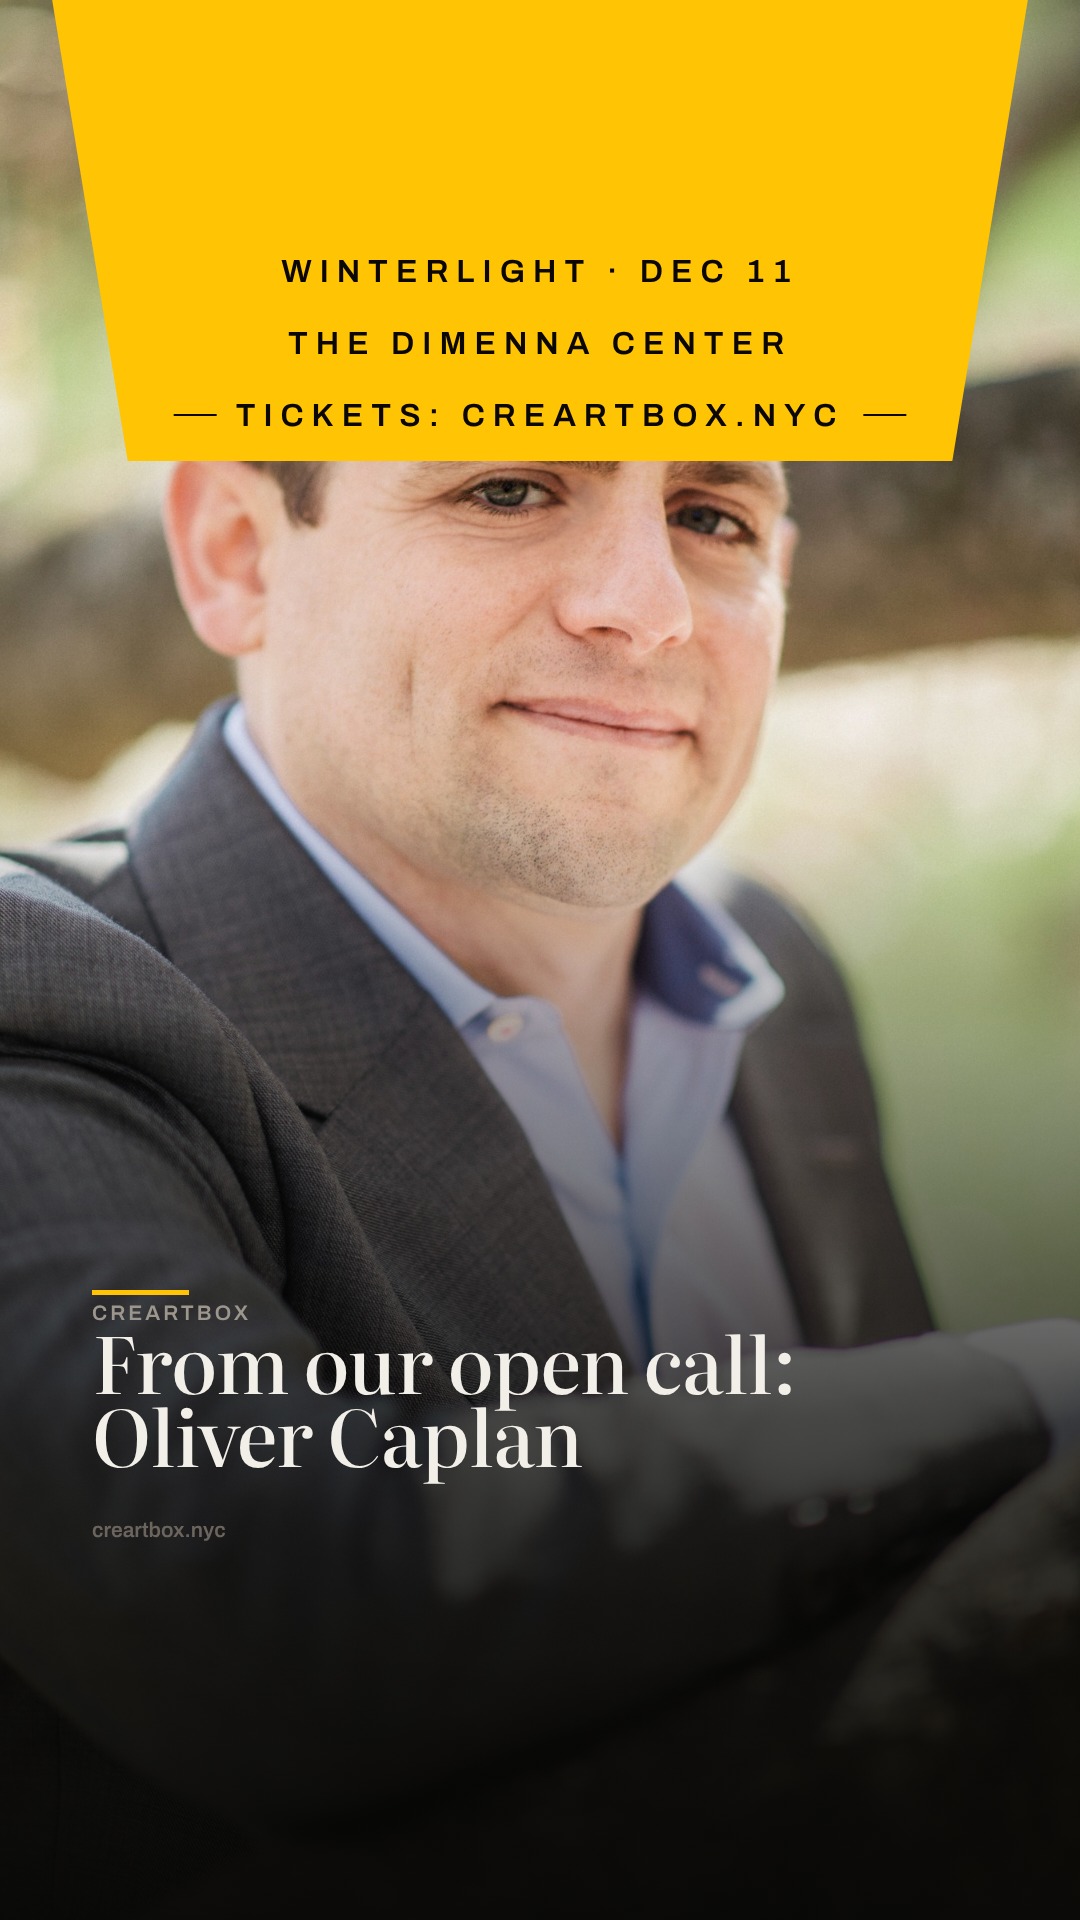 WINTERLIGHT · DEC 11
THE DIMENNA CENTER
— TICKETS: CREARTBOX.NYC —
CREARTBOX
From our open call:
Oliver Caplan
creartbox.nyc